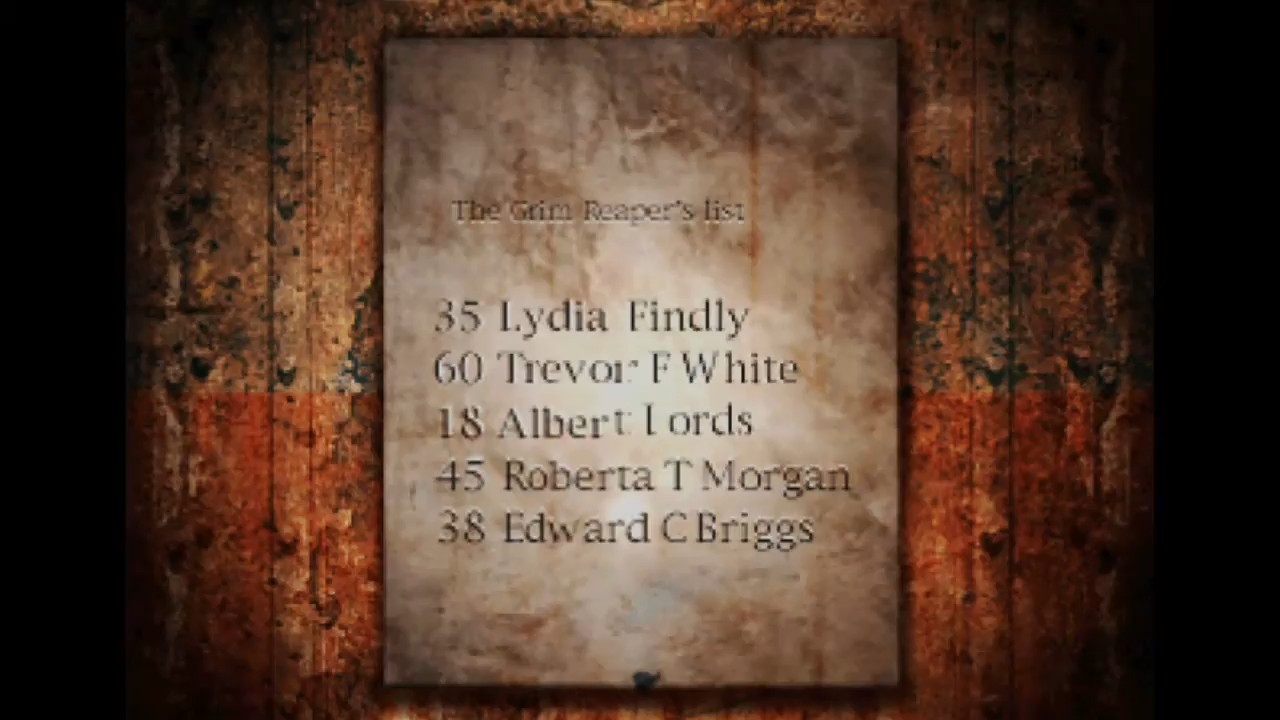 The Grim Reaper's list
35 Lydia Findly
60 Trevor F White
18 Albert Lords
45 Roberta T Morgan
38 Edward C Briggs